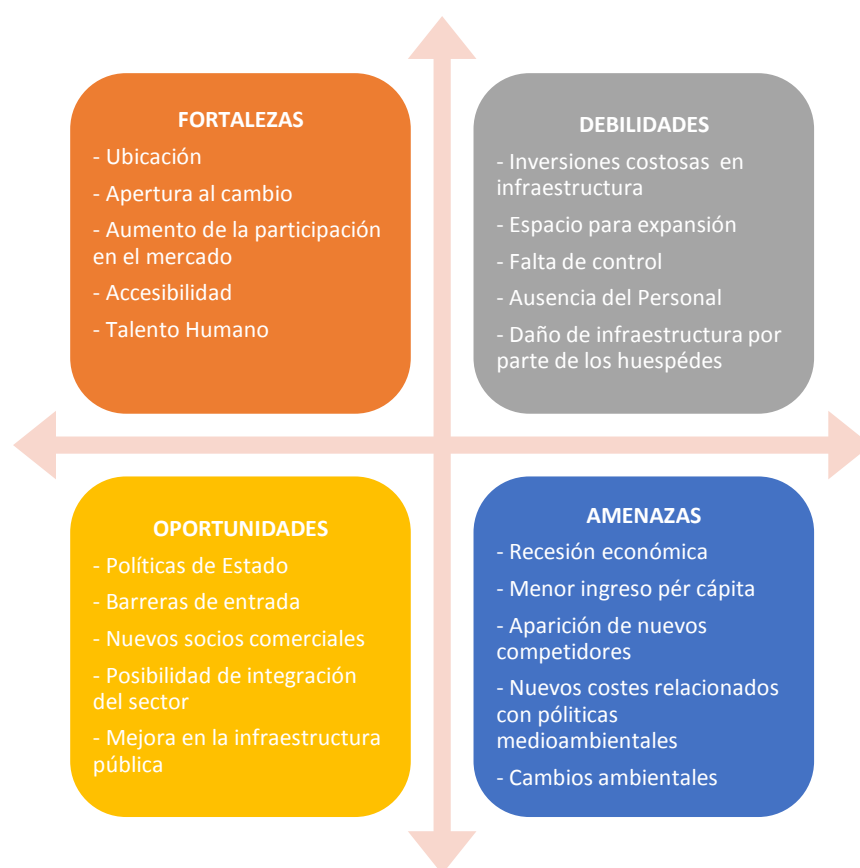 FORTALEZAS
- Ubicación
- Apertura al cambio
- Aumento de la participación
en el mercado
- Accesibilidad
- Talento Humano
DEBILIDADES
- Inversiones costosas en
infraestructura
- Espacio para expansión
- Falta de control
- Ausencia del Personal
- Daño de infraestructura por
parte de los huespédes
OPORTUNIDADES
- Políticas de Estado
- Barreras de entrada
- Nuevos socios comerciales
- Posibilidad de integración
del sector
- Mejora en la infraestructura
pública
AMENAZAS
- Recesión económica
- Menor ingreso pér cápita
- Aparición de nuevos
competidores
- Nuevos costes relacionados
con póliticas
medioambientales
- Cambios ambientales